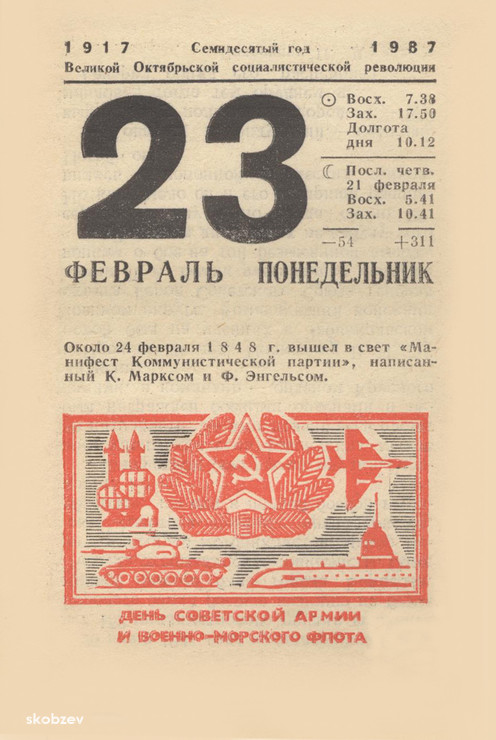 1917 Семидесятый год 1987
Великой Октябрьской социалистической революции
23
Восх. 7.38
Зах. 17.50
Долгота
дня 10.12
Посл. четв.
21 февраля
Восх. 5.41
Зах. 10.41
—54 +311
ФЕВРАЛЬ ПОНЕДЕЛЬНИК
Около 24 февраля 1848 г. вышел в свет «Ма-
нифест Коммунистической партии», написан-
ный К. Марксом и Ф. Энгельсом.
ДЕНЬ СОВЕТСКОЙ АРМИИ
И ВОЕННО-МОРСКОГО ФЛОТА
skobzev